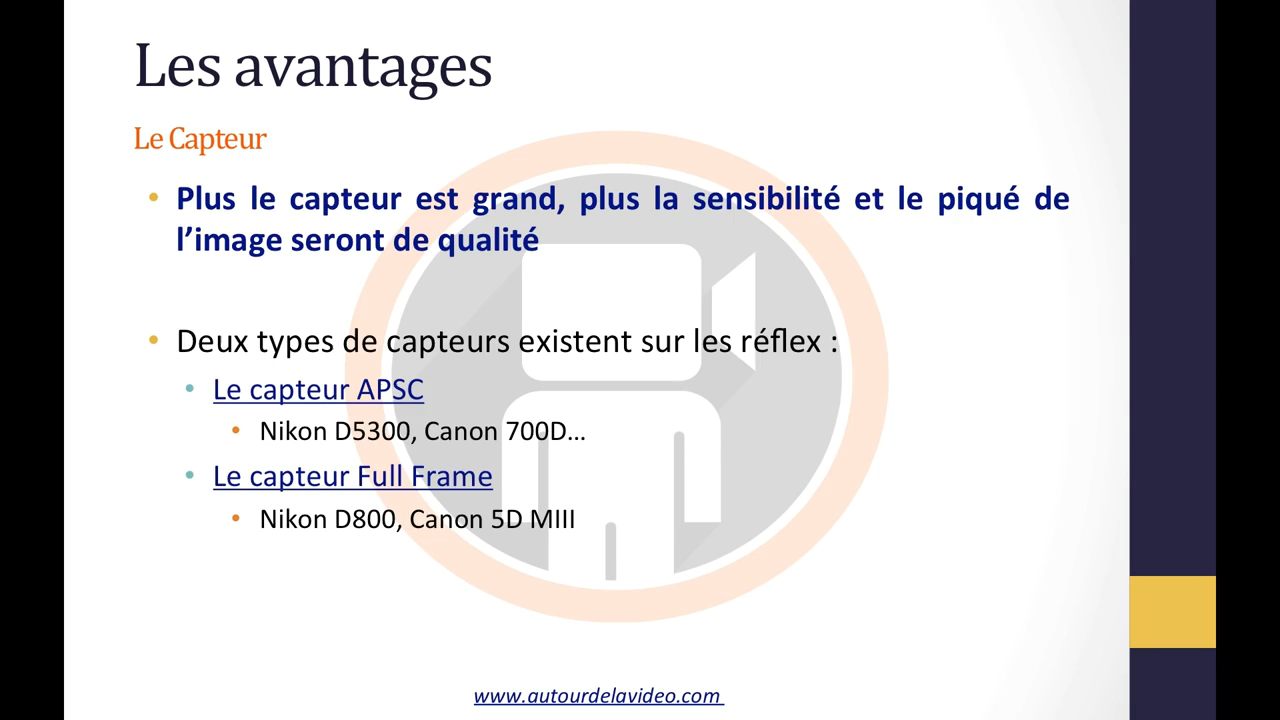 Les avantages
Le Capteur
• Plus le capteur est grand, plus la sensibilité et le piqué de
l’image seront de qualité
• Deux types de capteurs existent sur les réflex :
• Le capteur APSC
• Nikon D5300, Canon 700D…
• Le capteur Full Frame
• Nikon D800, Canon 5D MIII
www.autourdelavideo.com